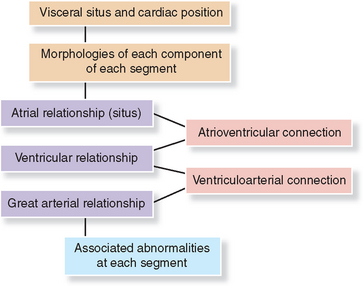 Visceral situs and cardiac position
Morphologies of each component
of each segment
Atrial relationship (situs)
Atrioventricular connection
Ventricular relationship
Ventriculoarterial connection
Great arterial relationship
Associated abnormalities
at each segment